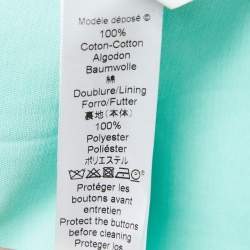 Modèle déposé ©
100%
Coton-Cotton
Algodon
Baumwolle
綿
Doublure/Lining
Forro/Futter
裏地(本体)
100%
Polyester
Poliéster
ポリエステル
Protéger les
boutons avant
entretien
Protect the buttons
before cleaning
Protegor los